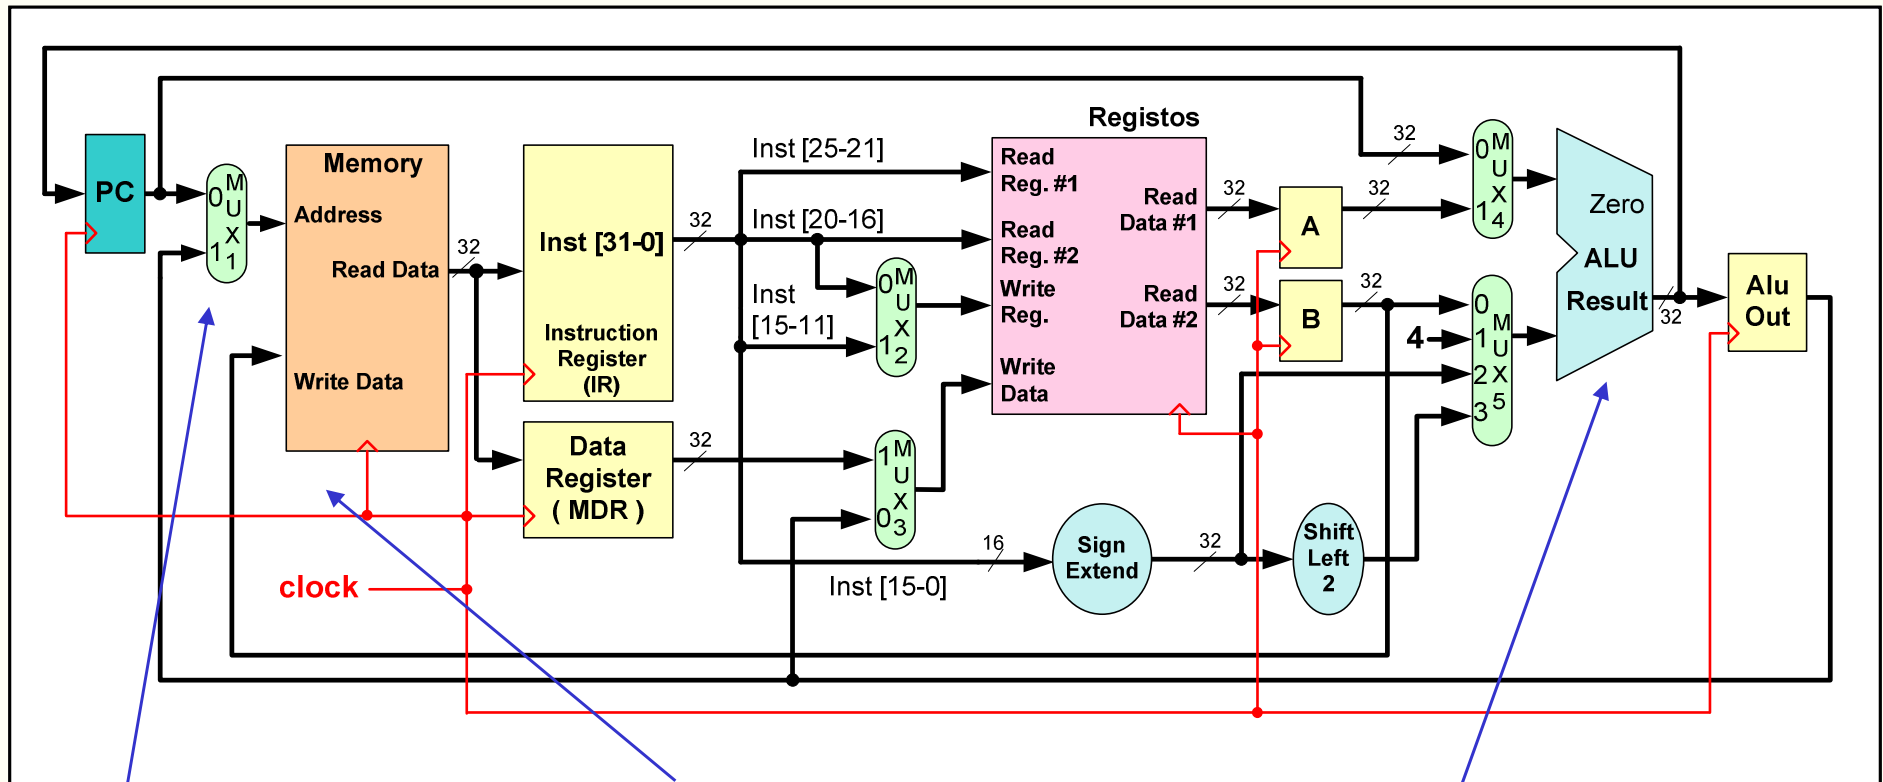 PC
0
1
M
U
X
1
Memory
Address
Read Data
Write Data
32
Inst [31-0]
Instruction
Register
(IR)
Data
Register
( MDR )
32
32
clock
Inst [25-21]
Inst [20-16]
Inst
[15-11]
0
1
M
U
X
2
1
0
M
U
X
3
Inst [15-0]
16
Registos
Read
Reg. #1
Read
Reg. #2
Write
Reg.
Write
Data
Read
Data #1
Read
Data #2
32
32
A
B
32
32
32
Sign
Extend
32
Shift
Left
2
0
1
M
U
X
4
4
0
1
2
3
M
U
X
5
Zero
ALU
Result
32
Alu
Out